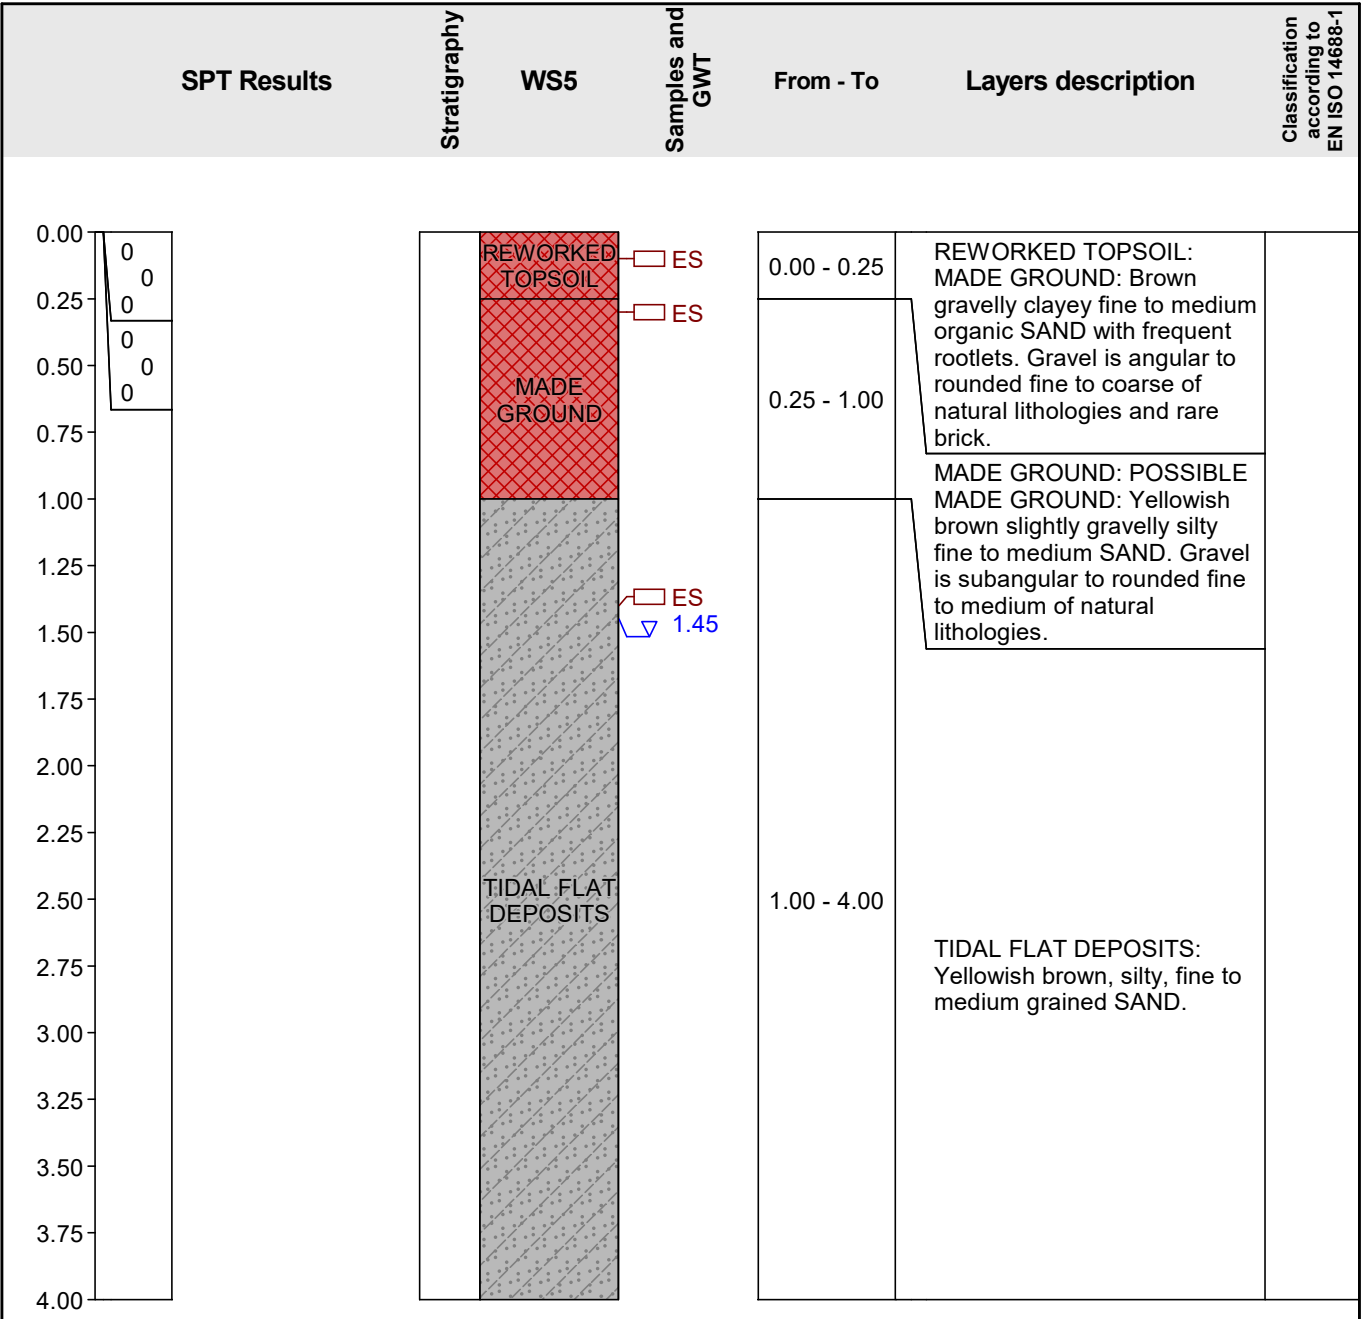 SPT Results
Stratigraphy
WS5
Samples and
GWT
From - To
Layers description
Classification
according to
EN ISO 14688-1
0.00
0.25
0.50
0.75
1.00
1.25
1.50
1.75
2.00
2.25
2.50
2.75
3.00
3.25
3.50
3.75
4.00
0
0
0
0
0
0
REWORKED
TOPSOIL
MADE
GROUND
TIDAL FLAT
DEPOSITS
ES
ES
ES
1.45
0.00 - 0.25
0.25 - 1.00
1.00 - 4.00
REWORKED TOPSOIL:
MADE GROUND: Brown
gravelly clayey fine to medium
organic SAND with frequent
rootlets. Gravel is angular to
rounded fine to coarse of
natural lithologies and rare
brick.
MADE GROUND: POSSIBLE
MADE GROUND: Yellowish
brown slightly gravelly silty
fine to medium SAND. Gravel
is subangular to rounded fine
to medium of natural
lithologies.
TIDAL FLAT DEPOSITS:
Yellowish brown, silty, fine to
medium grained SAND.